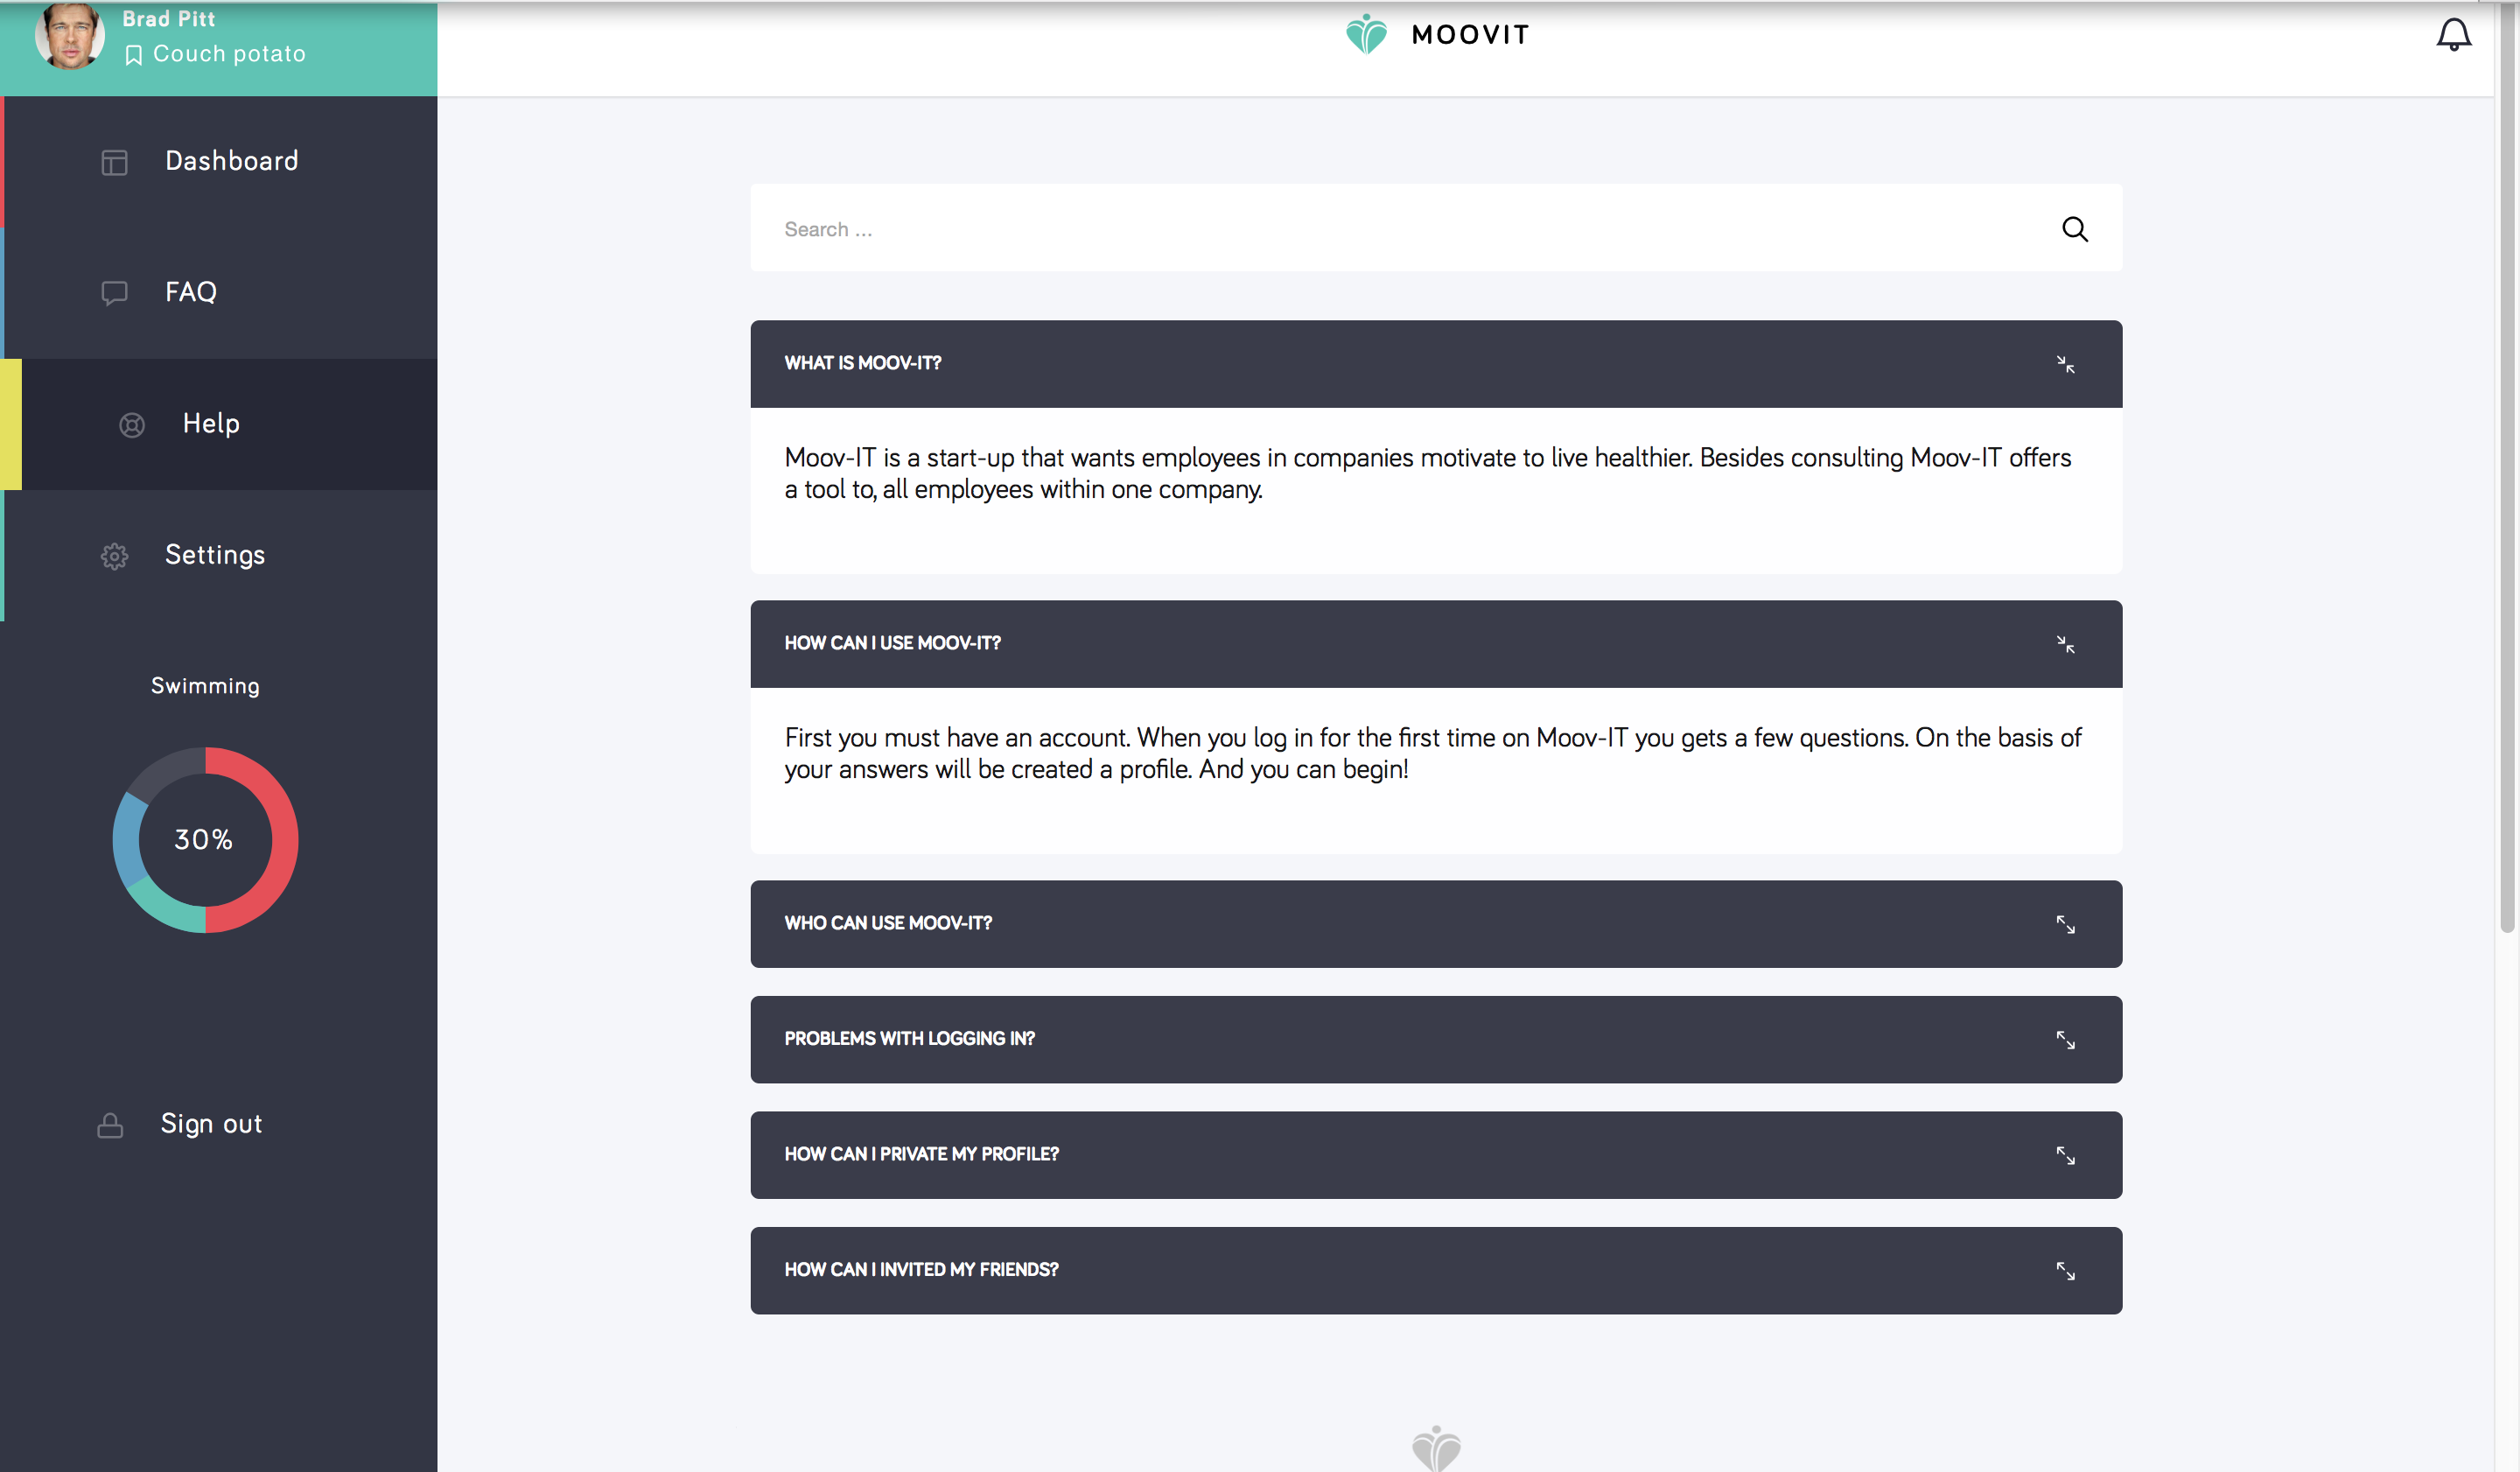 Brad Pitt
Couch potato
MOOVIT
Dashboard
FAQ
Help
Settings
Swimming
30%
Sign out
Search ...
WHAT IS MOOV-IT?
Moov-IT is a start-up that wants employees in companies motivate to live healthier. Besides consulting Moov-IT offers
a tool to, all employees within one company.
HOW CAN I USE MOOV-IT?
First you must have an account. When you log in for the first time on Moov-IT you gets a few questions. On the basis of
your answers will be created a profile. And you can begin!
WHO CAN USE MOOV-IT?
PROBLEMS WITH LOGGING IN?
HOW CAN I PRIVATE MY PROFILE?
HOW CAN I INVITED MY FRIENDS?